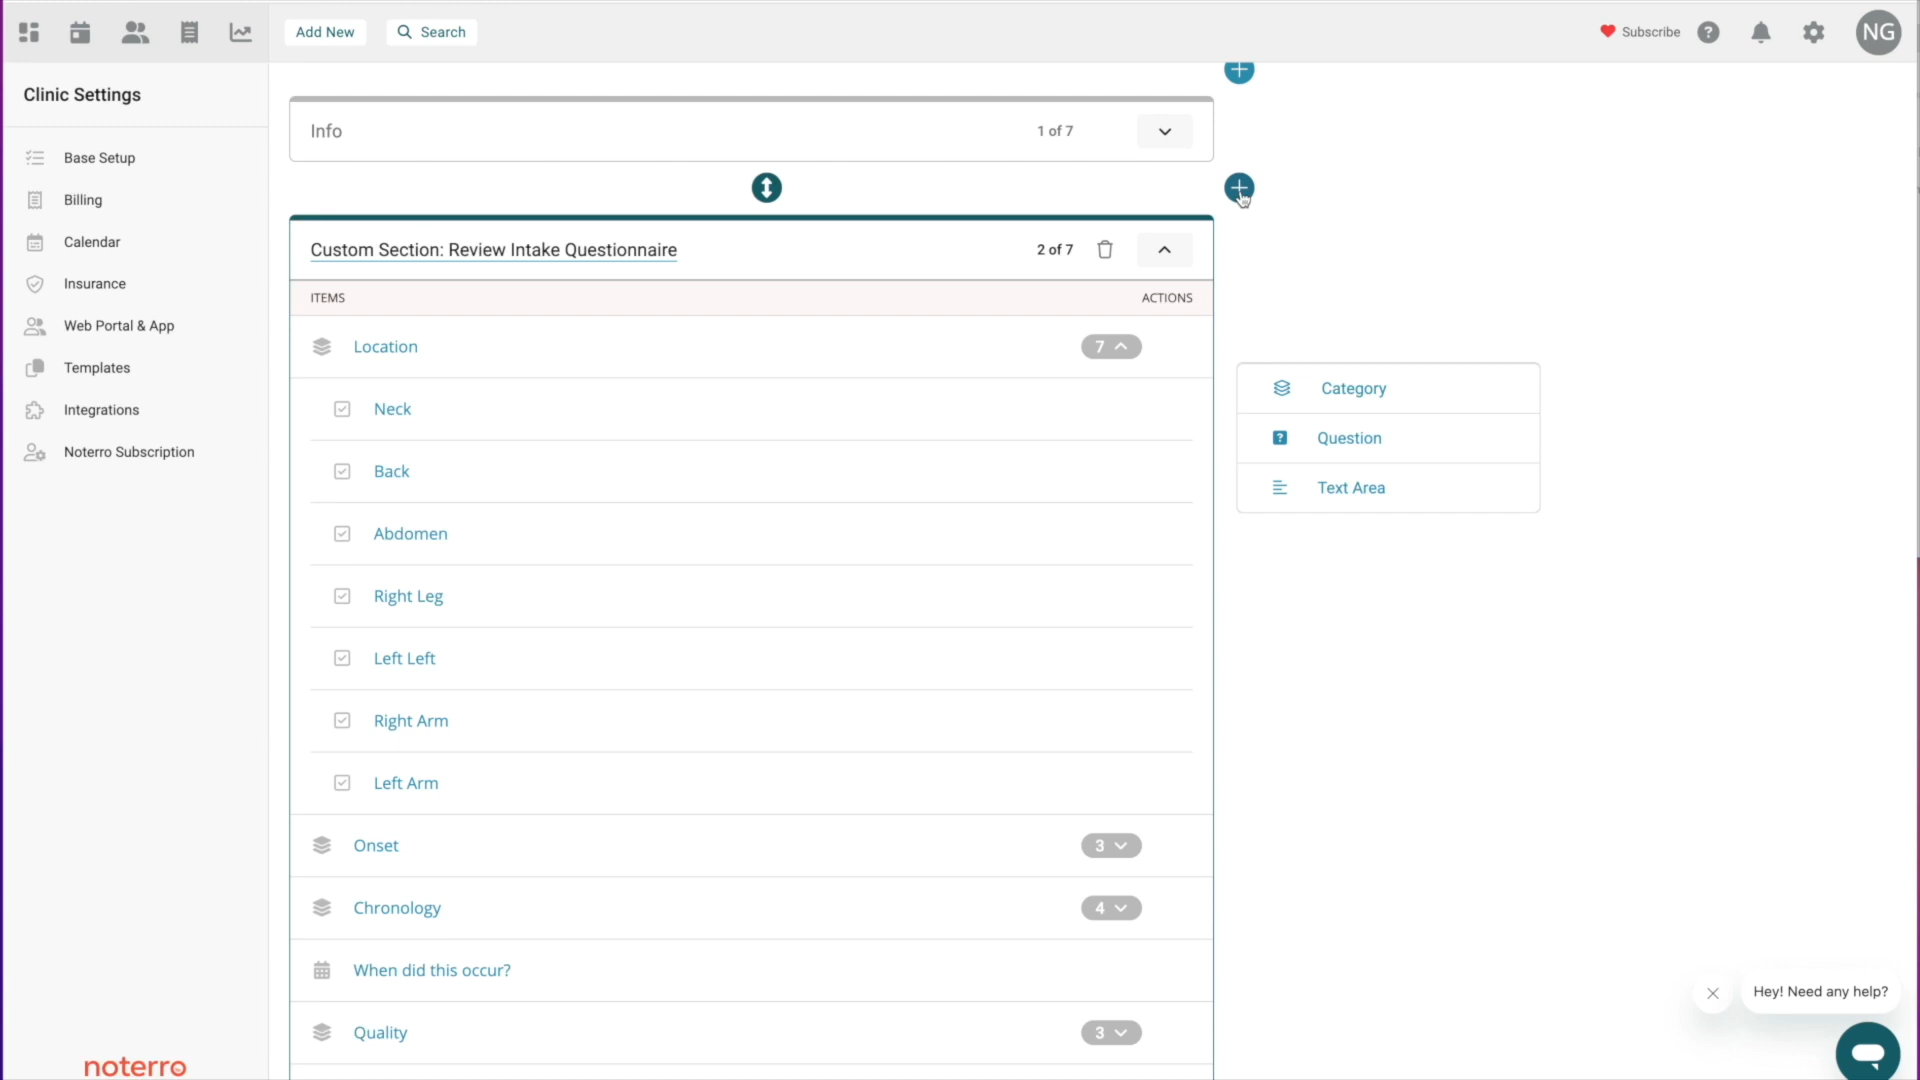 Add New
Search
Subscribe
NG
Clinic Settings
Base Setup
Billing
Calendar
Insurance
Web Portal & App
Templates
Integrations
Noterro Subscription
noterro
Info
1 of 7
Custom Section: Review Intake Questionnaire
2 of 7
ITEMS
ACTIONS
Location
7
Neck
Back
Abdomen
Right Leg
Left Left
Right Arm
Left Arm
Onset
3
Chronology
4
When did this occur?
Quality
3
Category
Question
Text Area
Hey! Need any help?